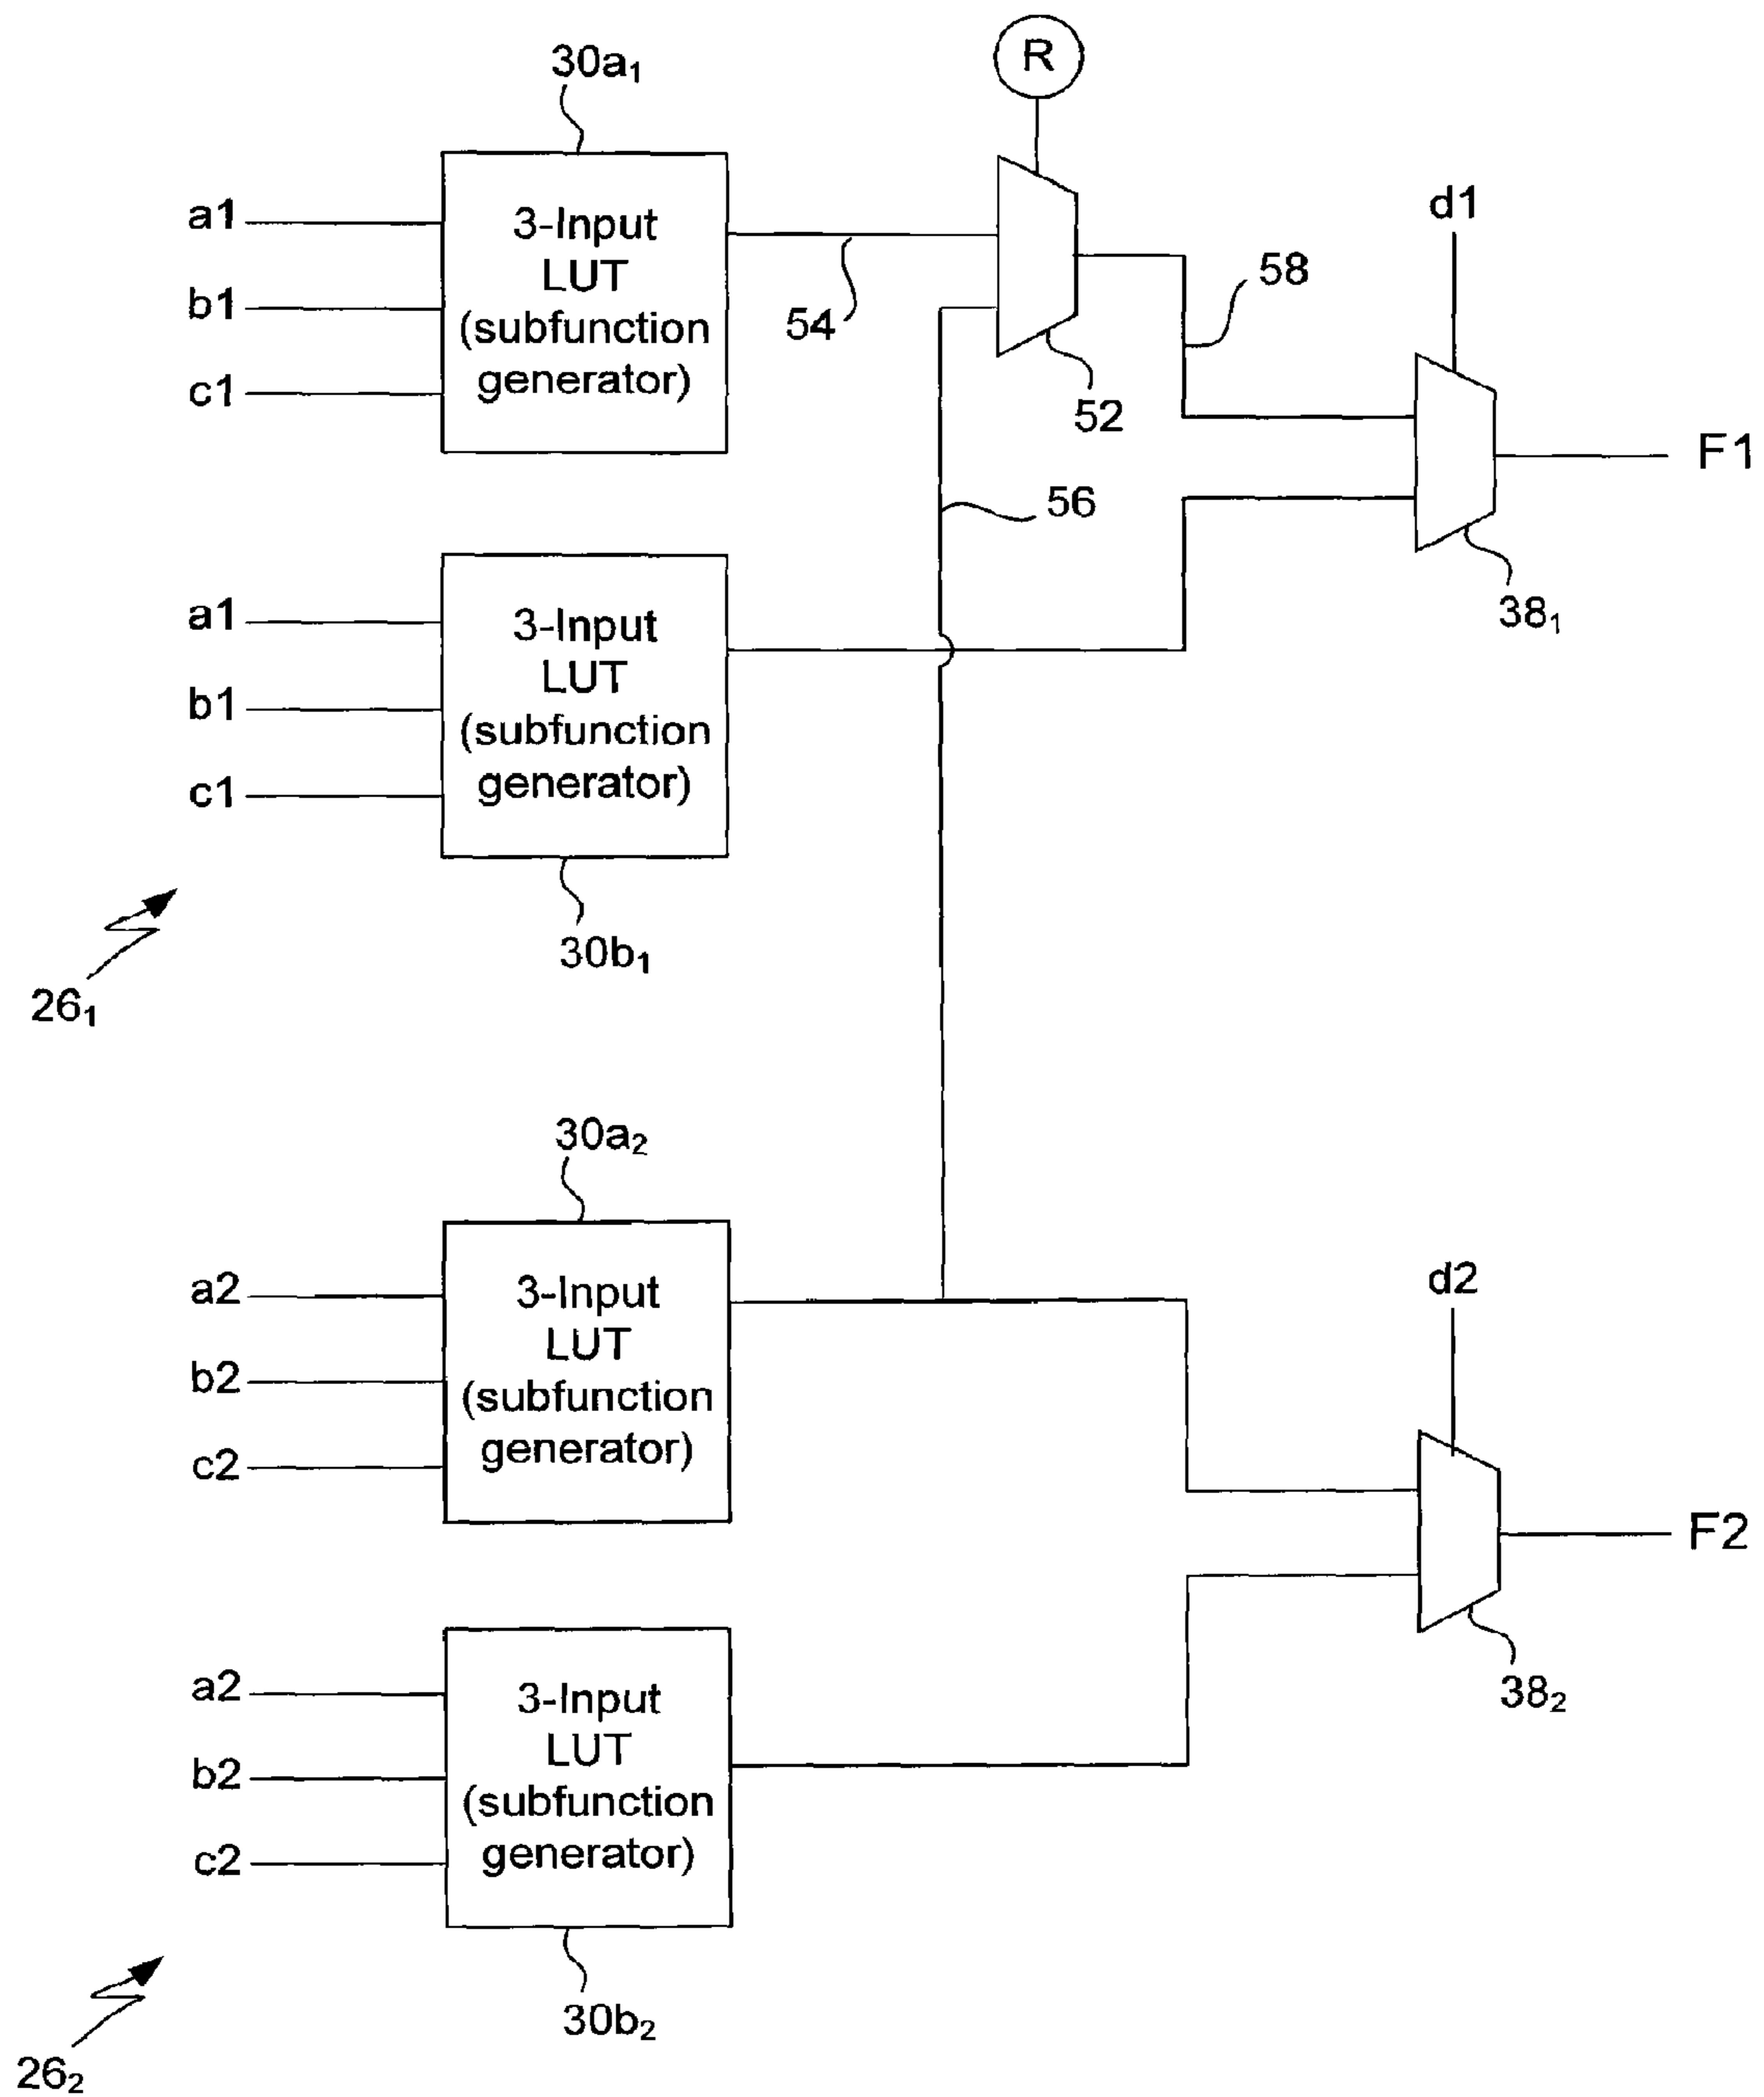 30a₁
R
a1
b1
c1
3-Input
LUT
(subfunction
generator)
54
52
58
d1
F1
38₁
56
a1
b1
c1
3-Input
LUT
(subfunction
generator)
30b₁
26₁
30a₂
a2
b2
c2
3-Input
LUT
(subfunction
generator)
d2
F2
38₂
a2
b2
c2
3-Input
LUT
(subfunction
generator)
30b₂
26₂